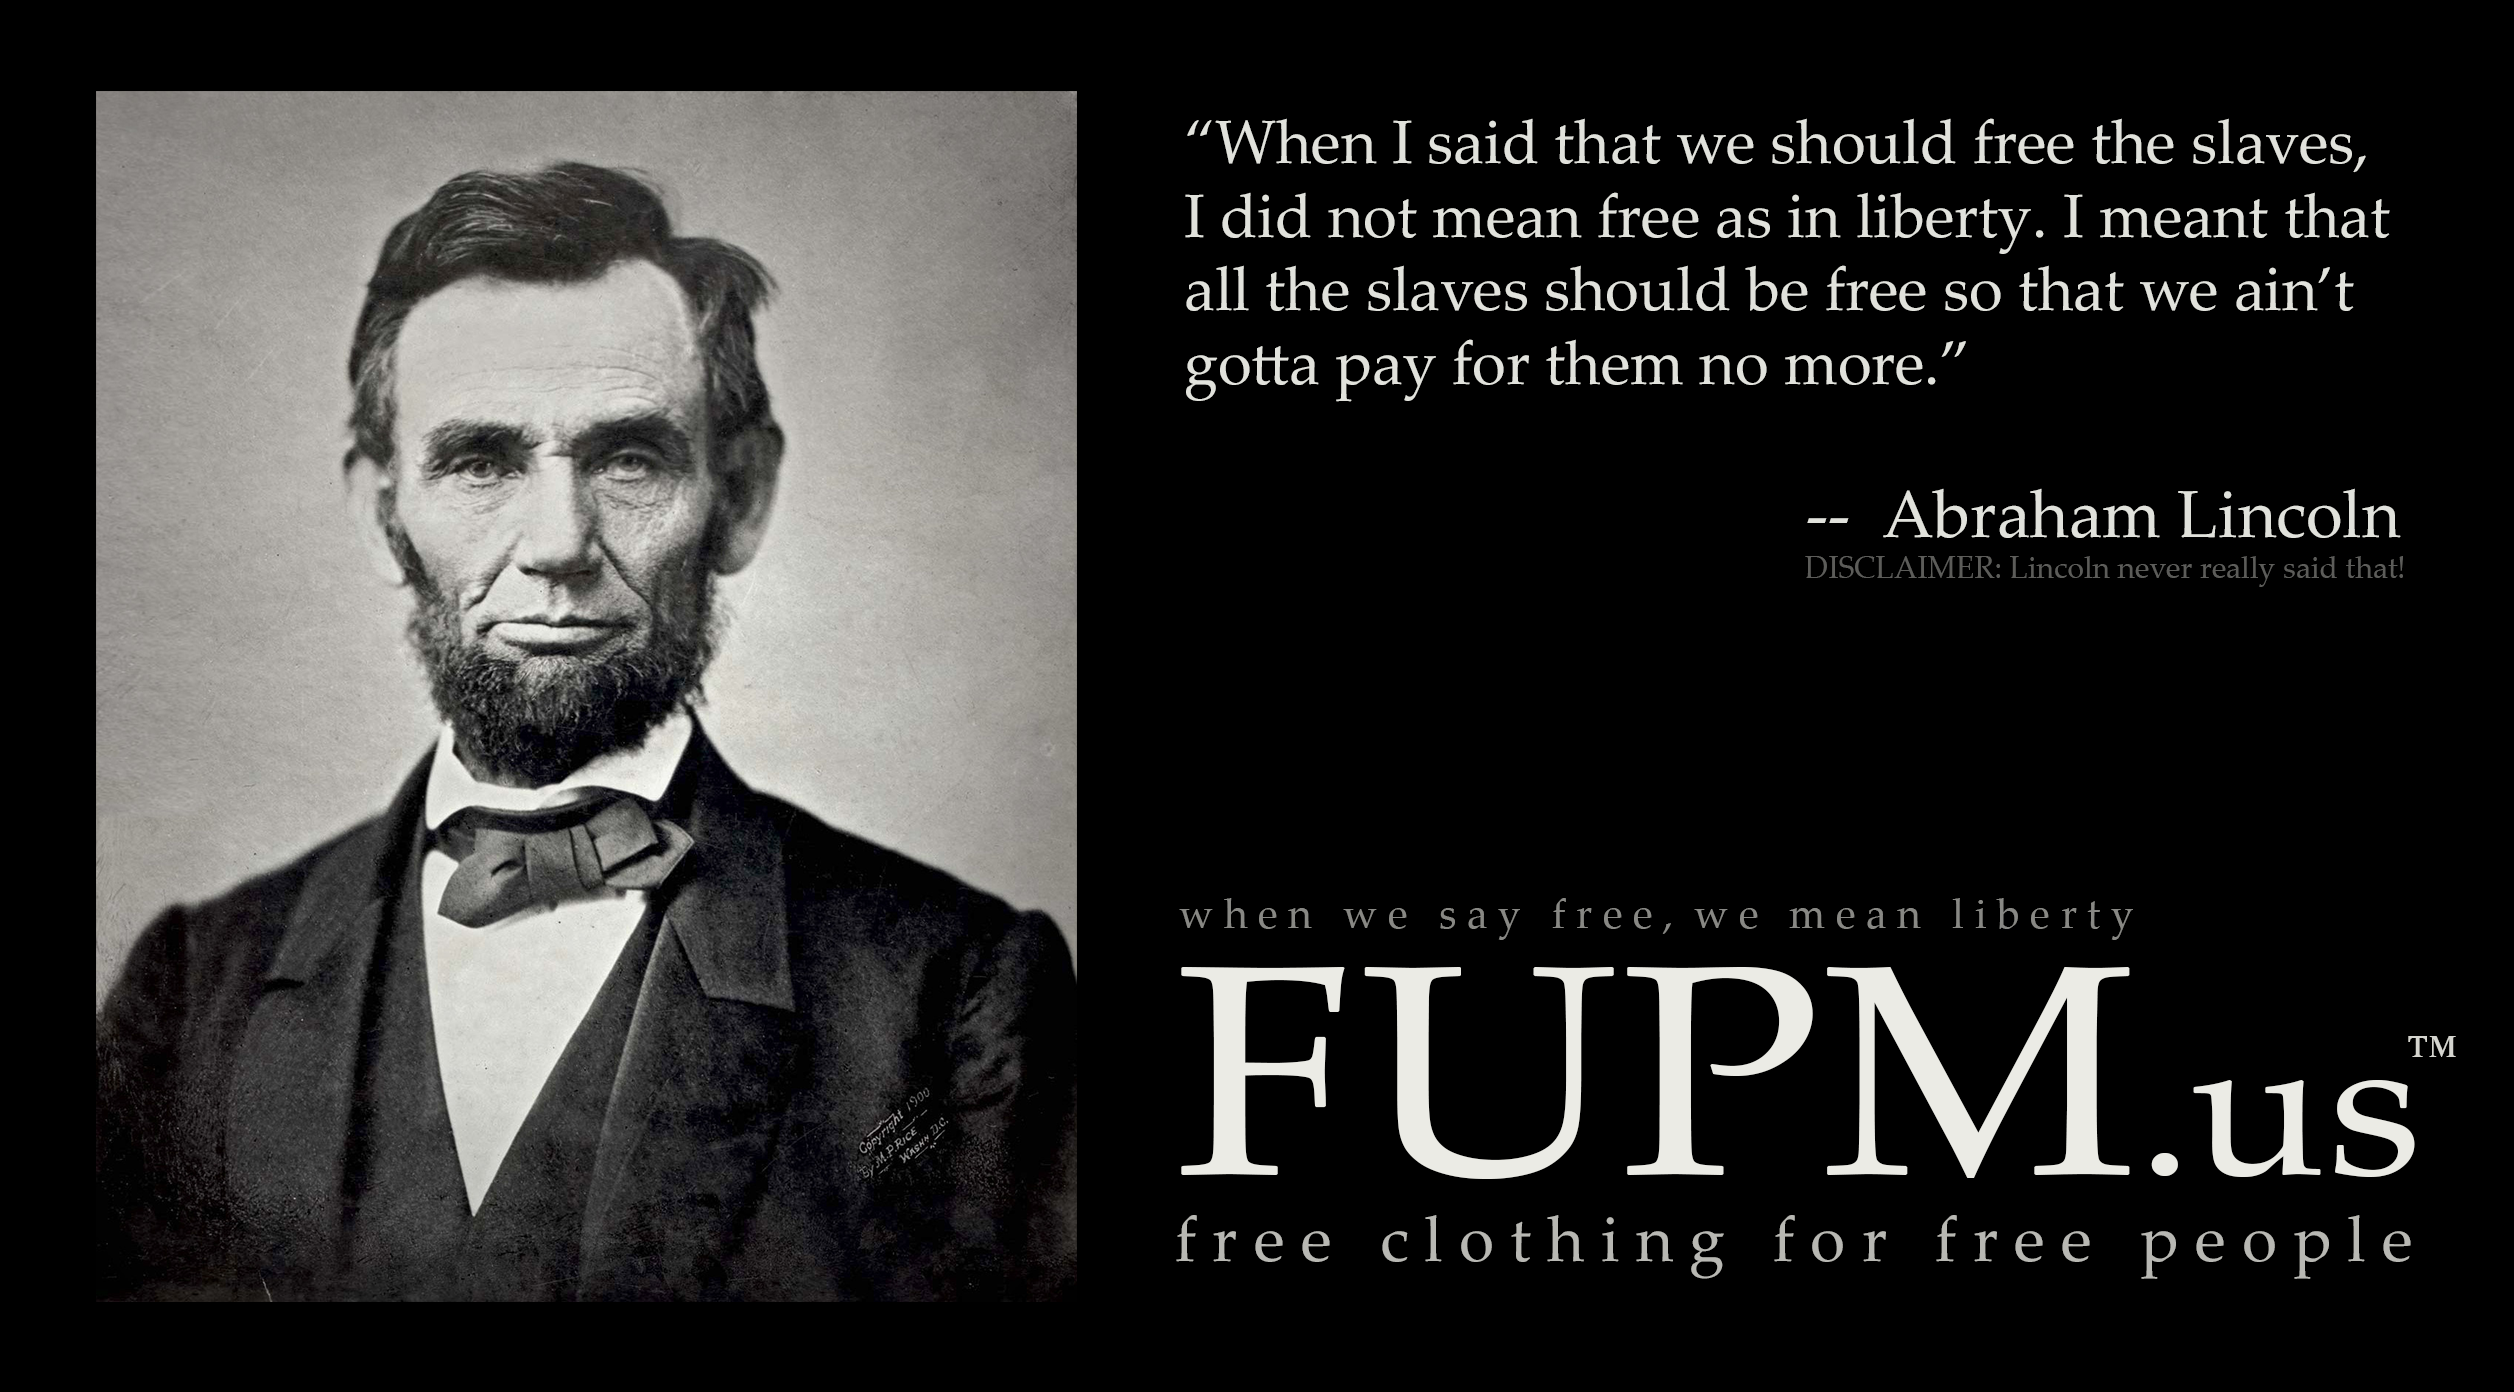 “When I said that we should free the slaves,
I did not mean free as in liberty. I meant that
all the slaves should be free so that we ain’t
gotta pay for them no more.”
-- Abraham Lincoln
DISCLAIMER: Lincoln never really said that!
when we say free, we mean liberty
FUPM.us™
free clothing for free people
Copyright 1900
By M.P. RICE
WASHN D.C.